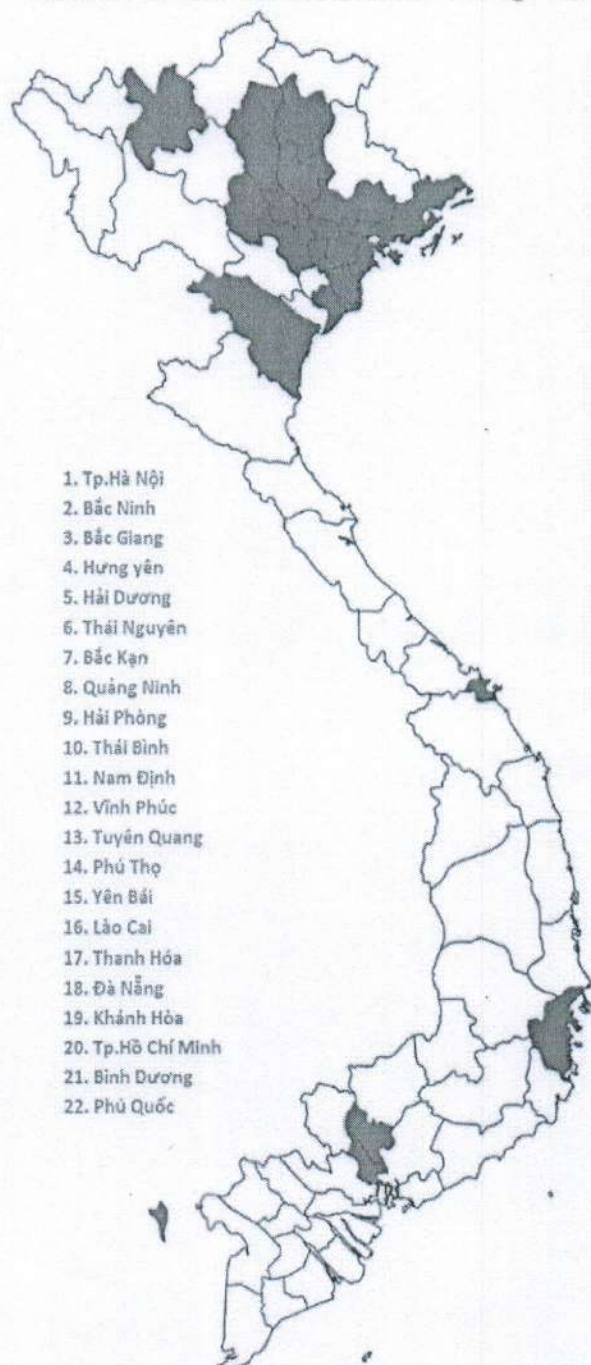 1. Tp.Hà Nội
2. Bắc Ninh
3. Bắc Giang
4. Hưng yên
5. Hải Dương
6. Thái Nguyên
7. Bắc Kạn
8. Quảng Ninh
9. Hải Phòng
10. Thái Bình
11. Nam Định
12. Vĩnh Phúc
13. Tuyên Quang
14. Phú Thọ
15. Yên Bái
16. Lào Cai
17. Thanh Hóa
18. Đà Nẵng
19. Khánh Hòa
20. Tp.Hồ Chí Minh
21. Bình Dương
22. Phú Quốc